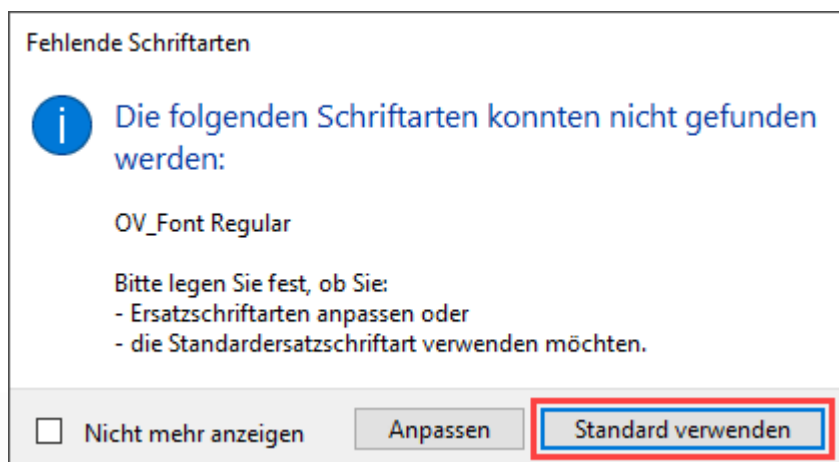 Fehlende Schriftarten
Die folgenden Schriftarten konnten nicht gefunden
werden:
OV_Font Regular
Bitte legen Sie fest, ob Sie:
- Ersatzschriftarten anpassen oder
- die Standardersatzschriftart verwenden möchten.
Nicht mehr anzeigen
Anpassen
Standard verwenden